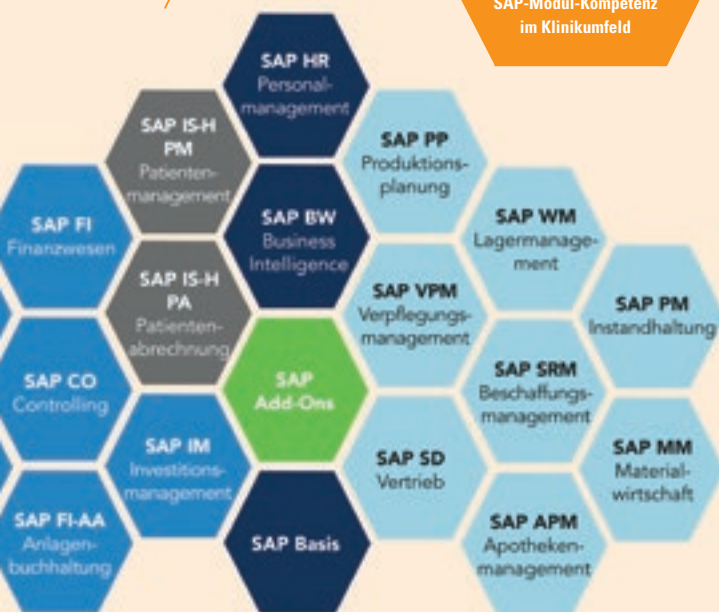 SAP-Modul-Kompetenz
im Klinikumfeld
SAP HR
Personal-
management
SAP IS-H
PM
Patienten-
management
SAP PP
Produktions-
planung
SAP FI
Finanzwesen
SAP BW
Business
Intelligence
SAP WM
Lagermanage-
ment
SAP IS-H
PA
Patienten-
abrechnung
SAP VPM
Verpflegungs-
management
SAP PM
Instandhaltung
SAP CO
Controlling
SAP
Add-Ons
SAP SRM
Beschaffungs-
management
SAP IM
Investitions-
management
SAP SD
Vertrieb
SAP MM
Material-
wirtschaft
SAP FI-AA
Anlagen-
buchhaltung
SAP Basis
SAP APM
Apotheken-
management